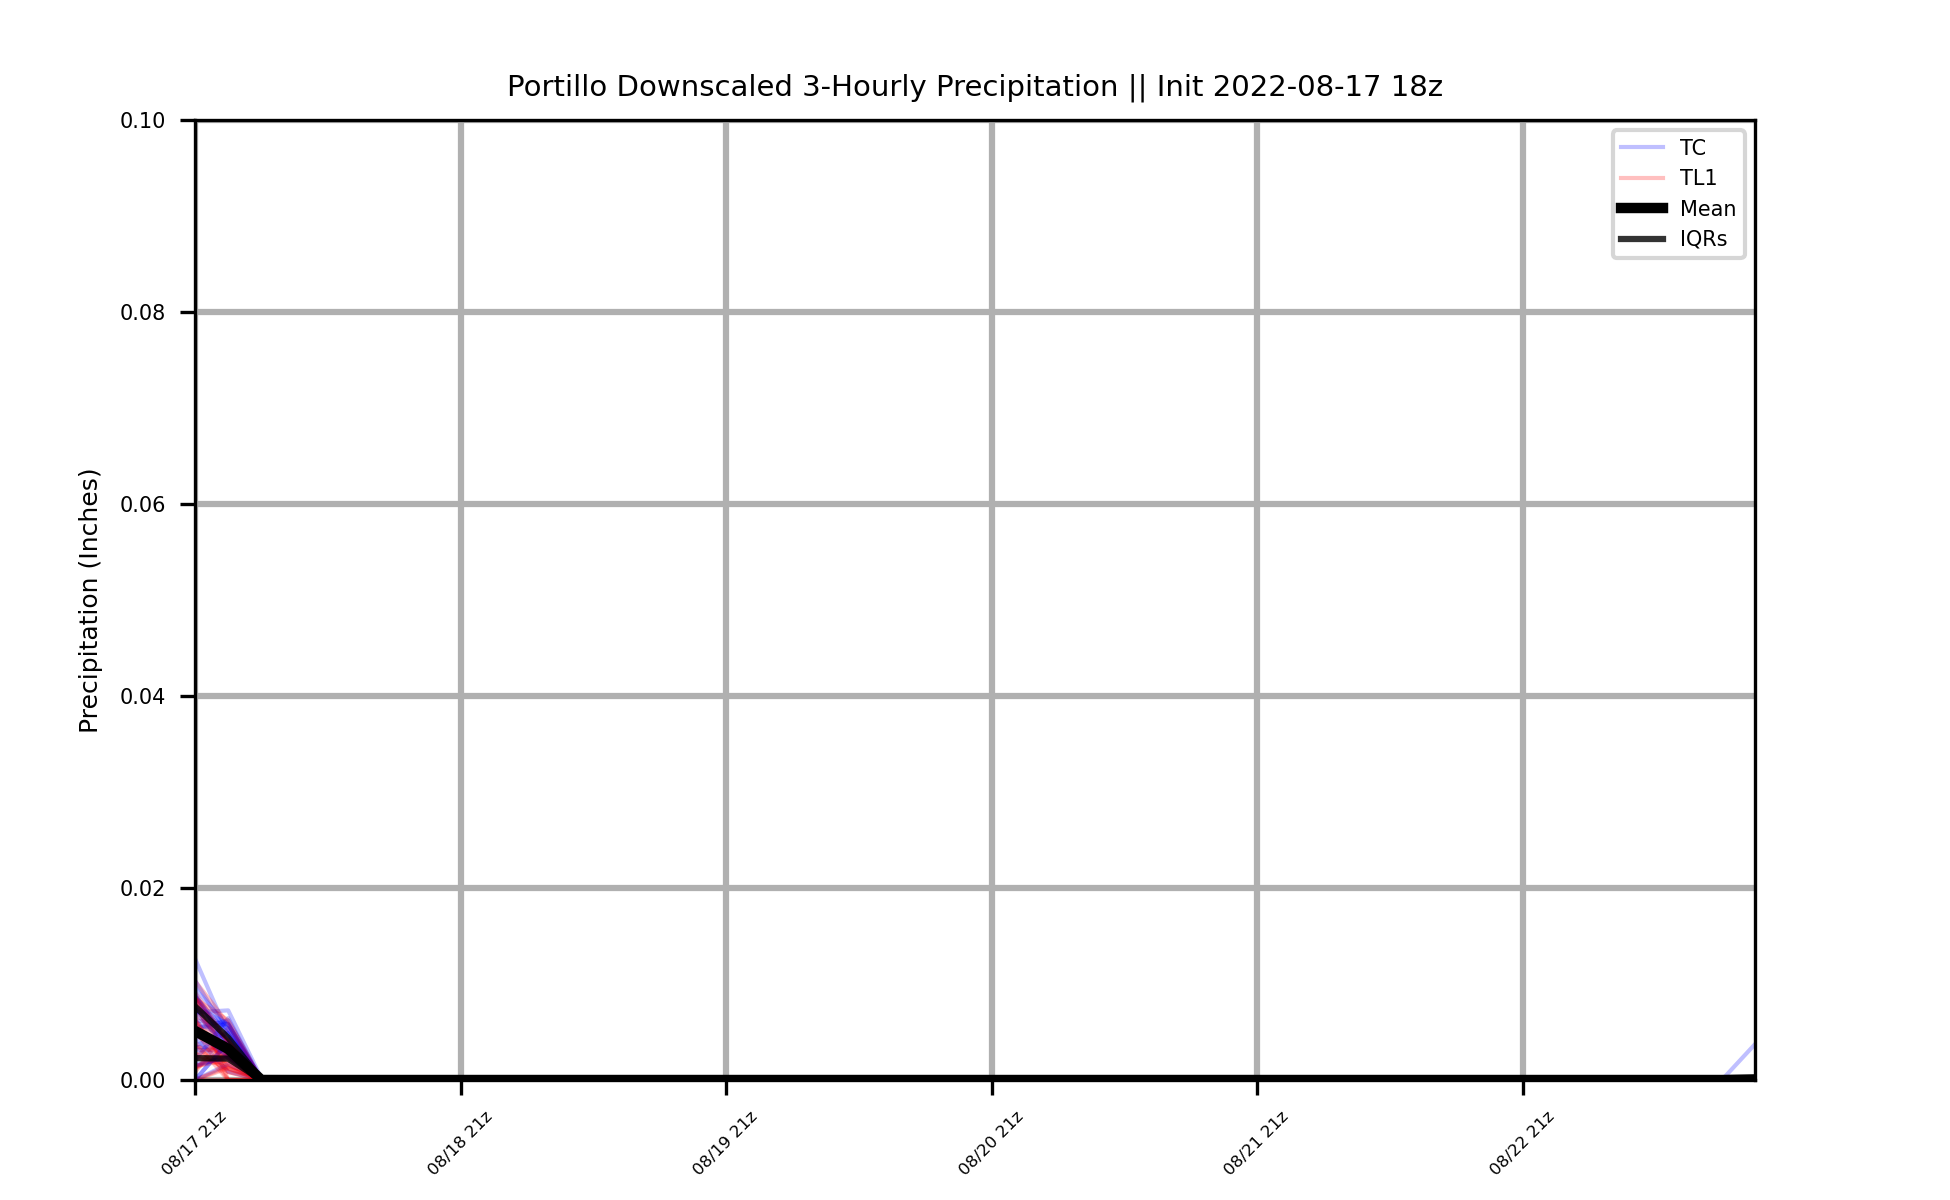 Portillo Downscaled 3-Hourly Precipitation || Init 2022-08-17 18z
0.10
0.08
0.06
0.04
0.02
0.00
Precipitation (Inches)
TC
TL1
Mean
IQRs
08/17 21z
08/18 21z
08/19 21z
08/20 21z
08/21 21z
08/22 21z